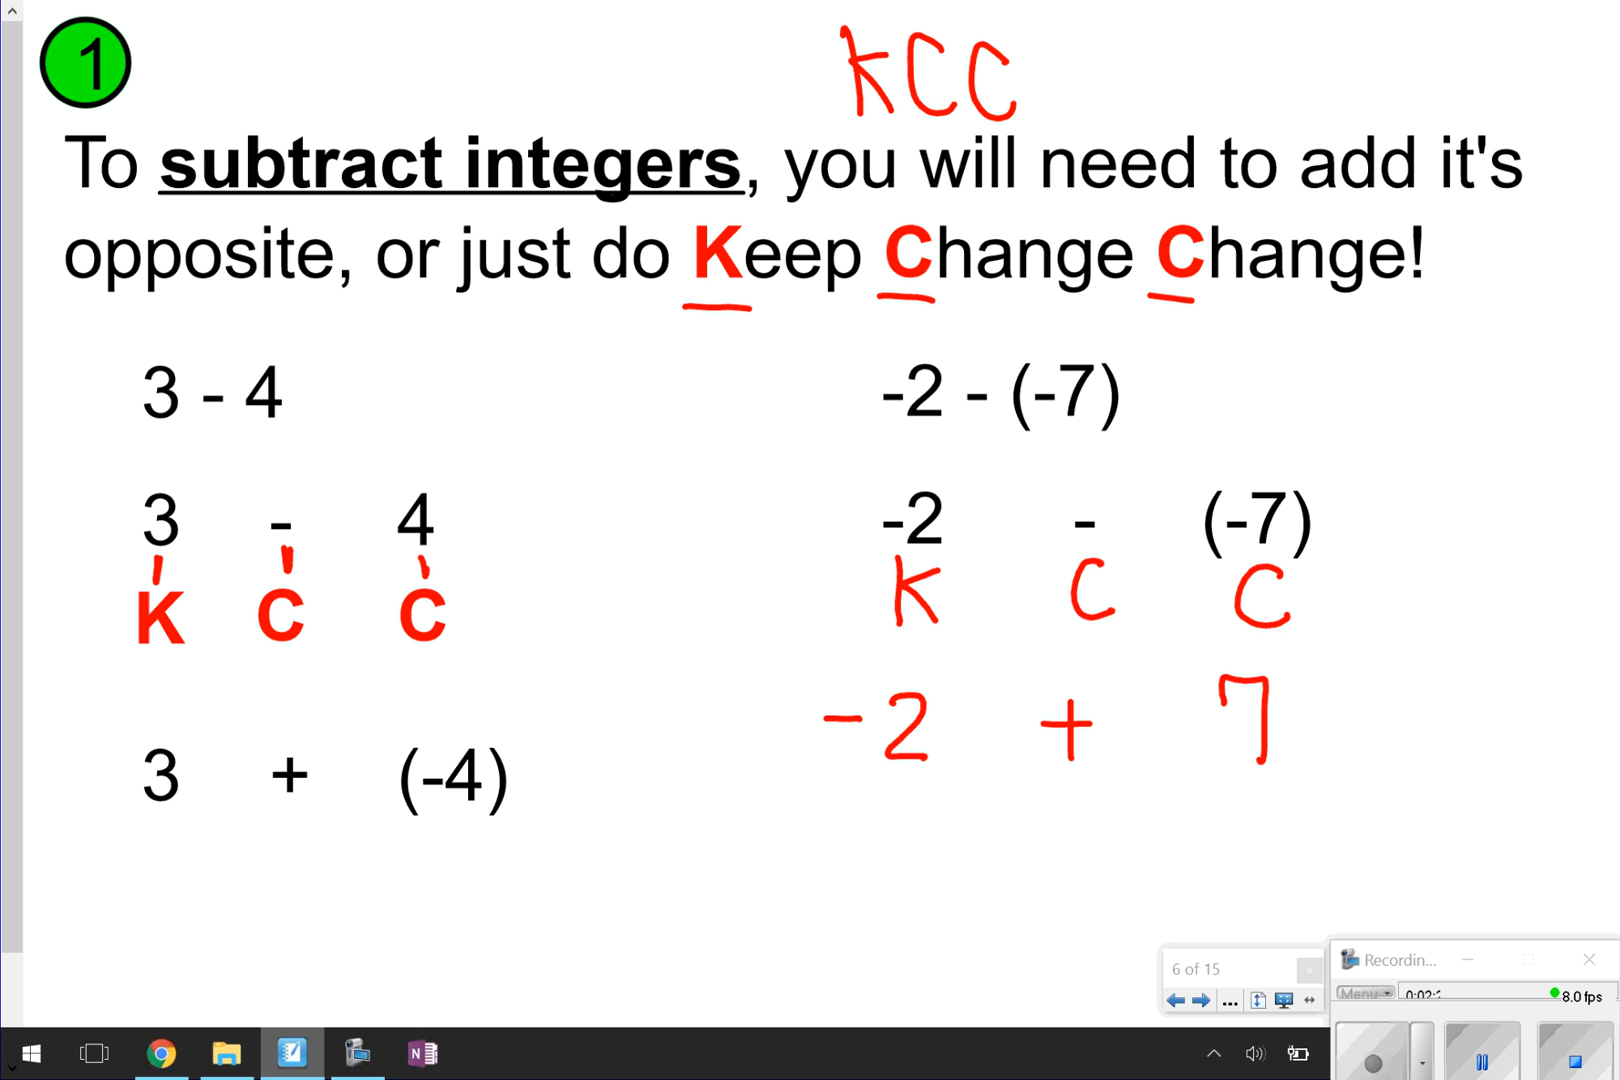 1
KCC
To subtract integers, you will need to add it's
opposite, or just do Keep Change Change!
3 - 4
3 - 4
K C C
3 + (-4)
-2 - (-7)
-2 - (-7)
K C C
-2 + 7
6 of 15
...
Recordin...
Menu
8.0 fps
N